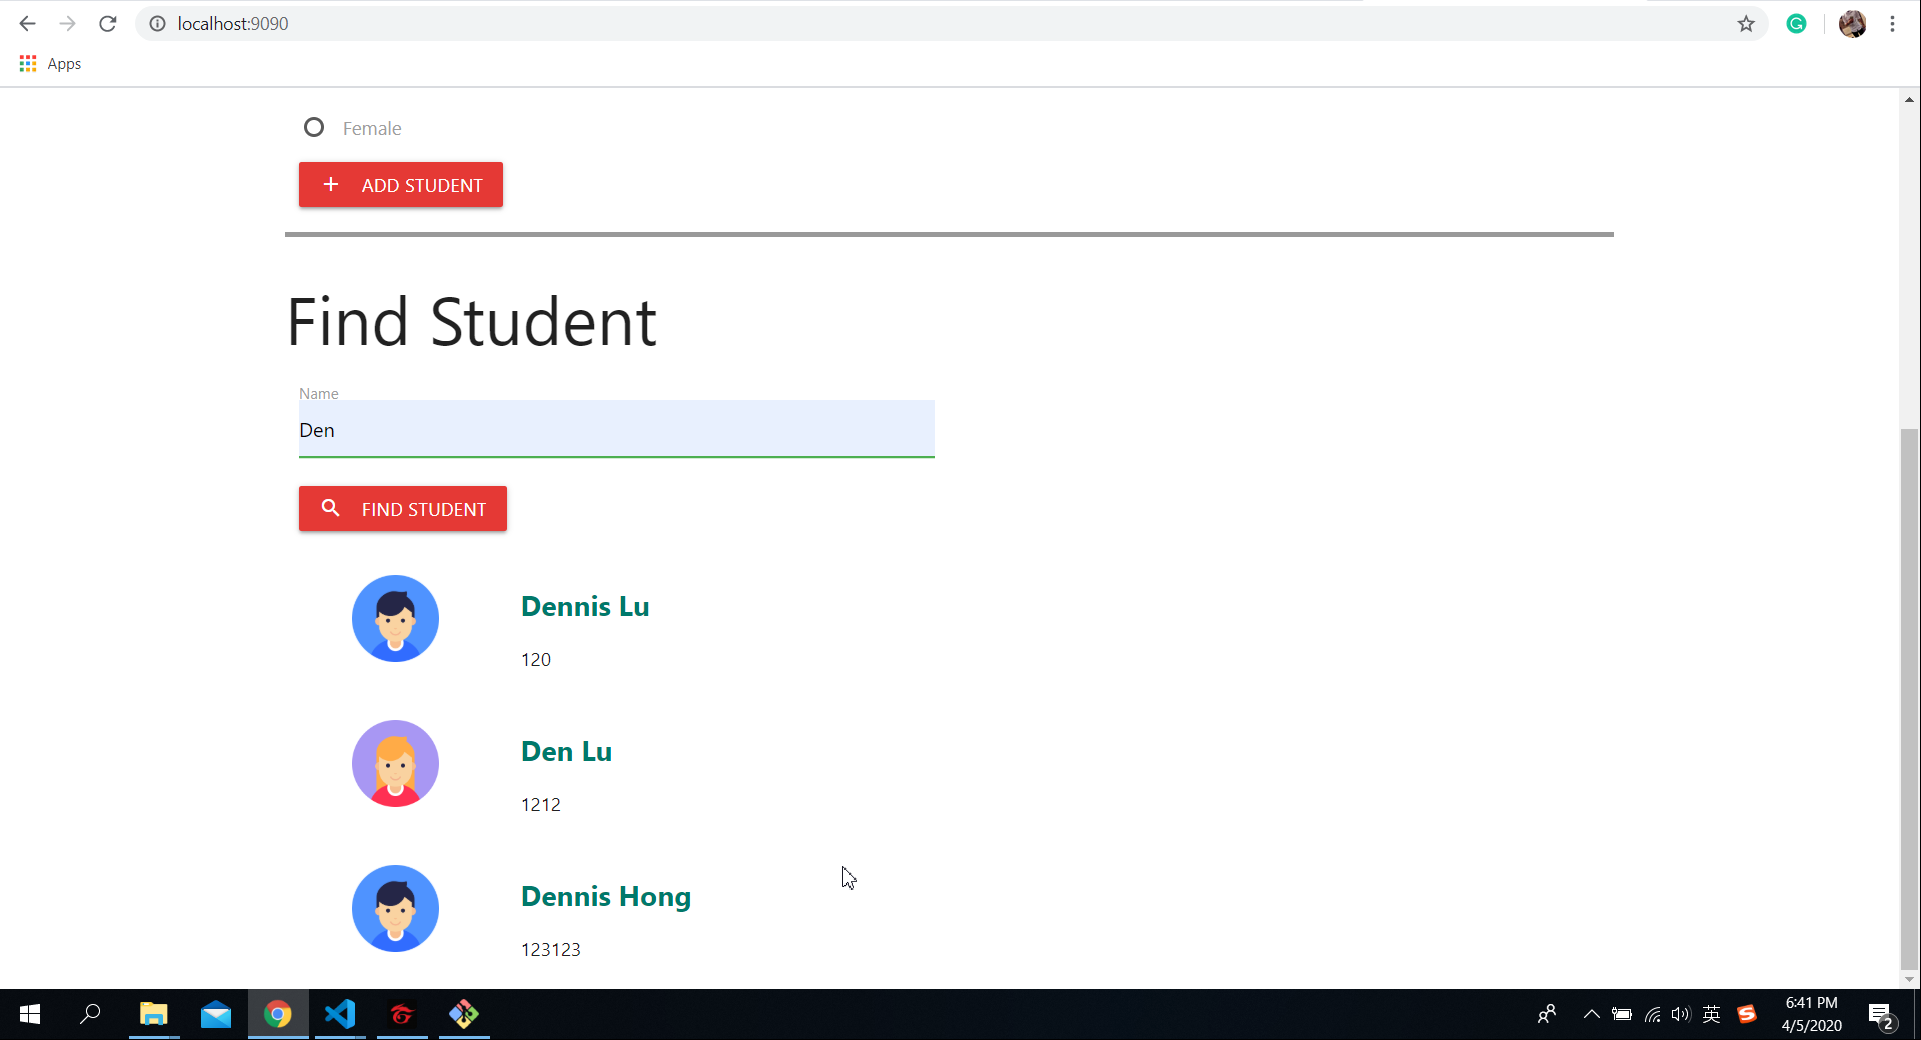 localhost:9090
Apps
Female
+ ADD STUDENT
Find Student
Name
Den
FIND STUDENT
Dennis Lu
120
Den Lu
1212
Dennis Hong
123123
英
S
6:41 PM
4/5/2020
2